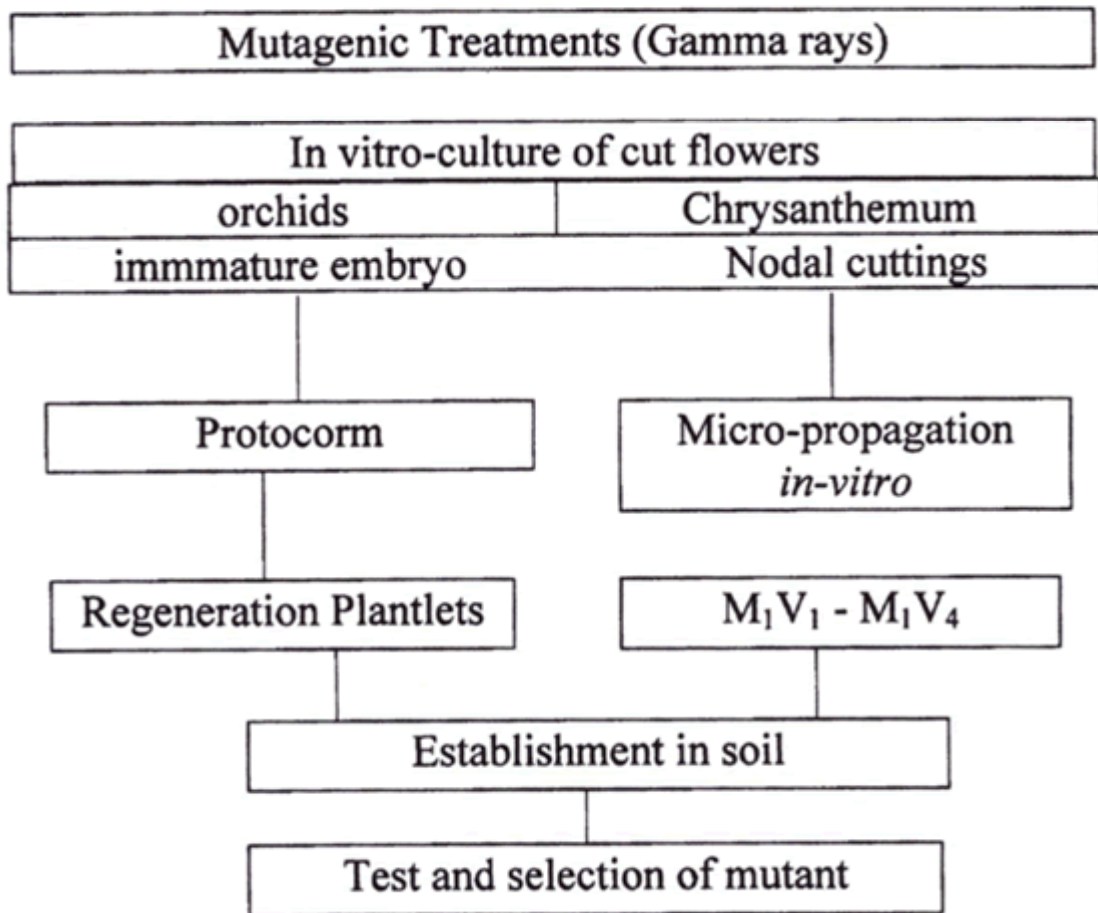 Mutagenic Treatments (Gamma rays)
In vitro-culture of cut flowers
orchids
Chrysanthemum
immmature embryo
Nodal cuttings
Protocorm
Micro-propagation
in-vitro
Regeneration Plantlets
M₁V₁ - M₁V₄
Establishment in soil
Test and selection of mutant